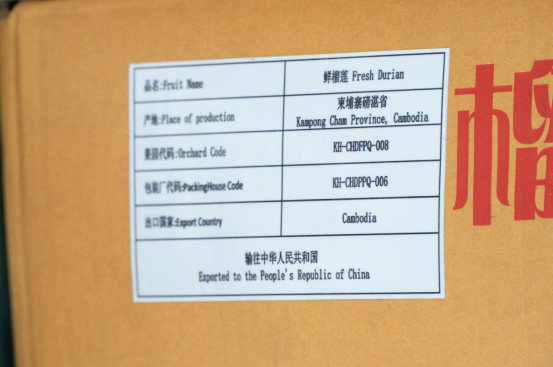 品名:Fruit Name
鲜榴莲 Fresh Durian
产地:Place of production
柬埔寨磅湛省
Kampong Cham Province, Cambodia
果园代码:Orchard Code
KH-CHDFPQ-008
包装厂代码:PackingHouse Code
KH-CHDPPQ-006
出口国家:Export Country
Cambodia
输往中华人民共和国
Exported to the People's Republic of China
榴